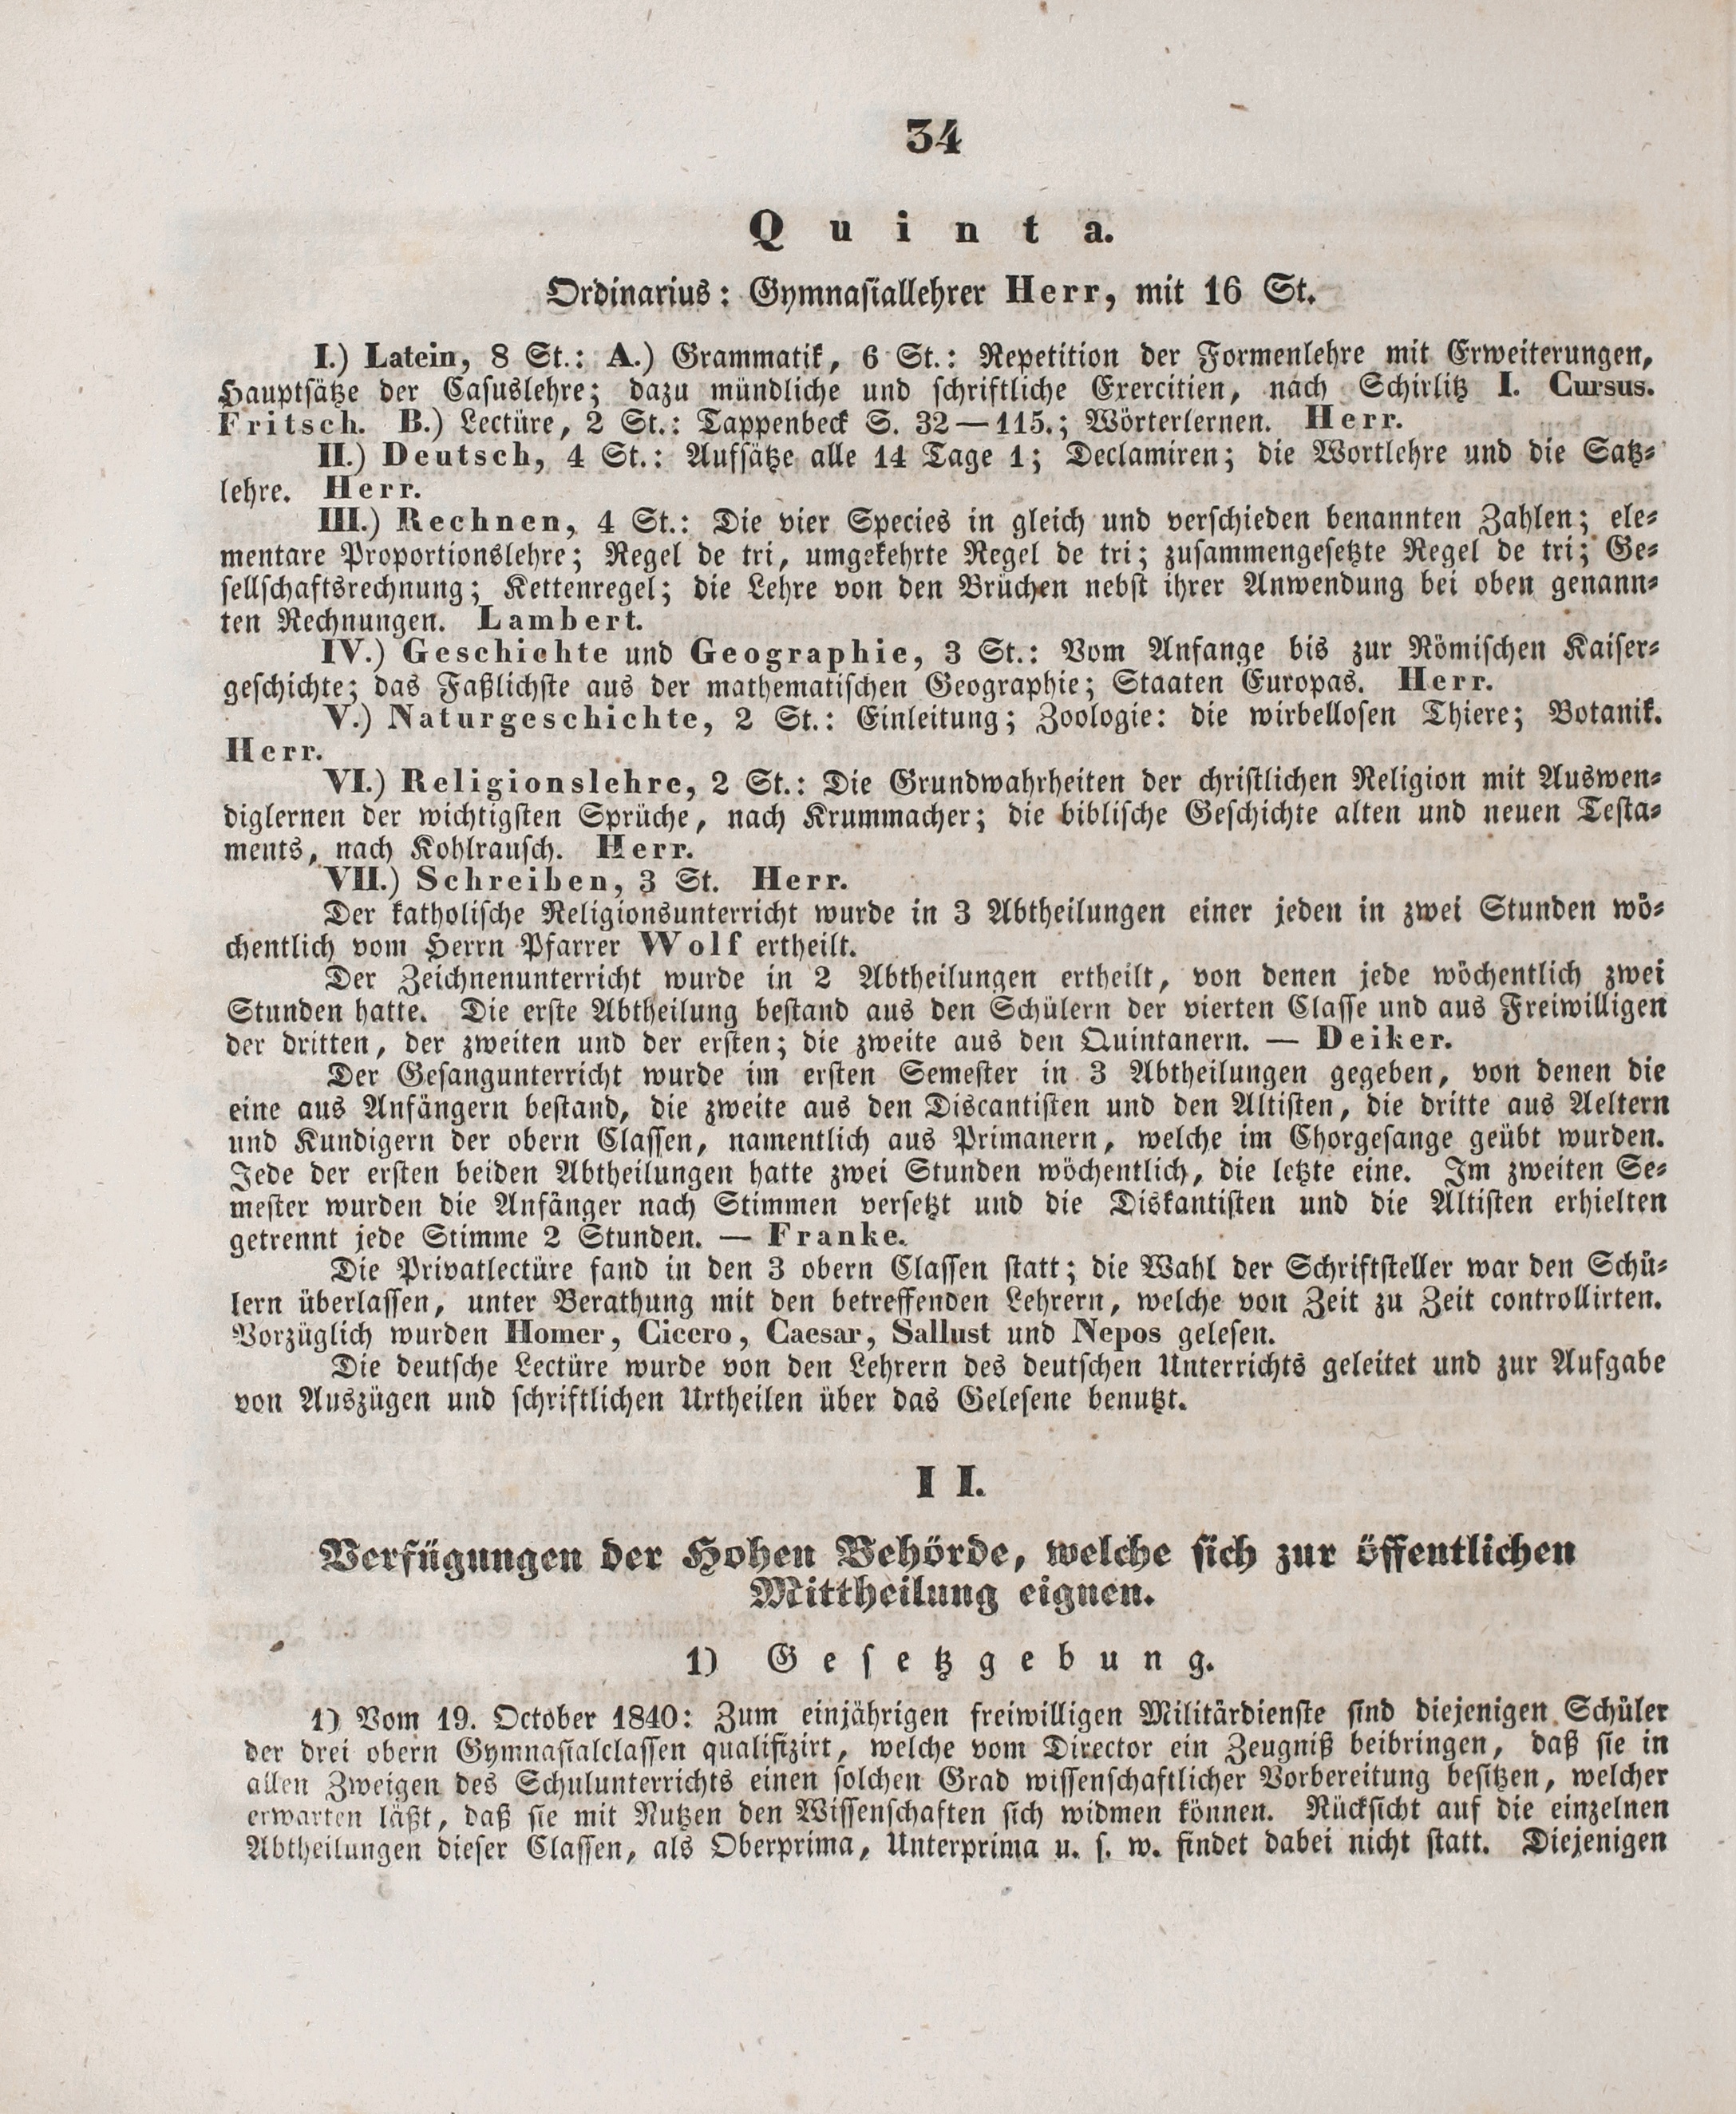 34
Quinta.
Ordinarius: Gymnasiallehrer Herr, mit 16 St.
I.) Latein, 8 St.: A.) Grammatik, 6 St.: Repetition der Formenlehre mit Erweiterungen,
Hauptsätze der Casuslehre; dazu mündliche und schriftliche Exercitien, nach Schirlitz I. Cursus.
Fritsch. B.) Lectüre, 2 St.: Tappenbeck S. 32—115.; Wörterlernen. Herr.
II.) Deutsch, 4 St.: Aufsätze alle 14 Tage 1; Declamiren; die Wortlehre und die Satz-
lehre. Herr.
III.) Rechnen, 4 St.: Die vier Species in gleich und verschieden benannten Zahlen; ele-
mentare Proportionslehre; Regel de tri, umgekehrte Regel de tri; zusammengesetzte Regel de tri; Ge-
sellschaftsrechnung; Kettenregel; die Lehre von den Brüchen nebst ihrer Anwendung bei oben genann-
ten Rechnungen. Lambert.
IV.) Geschichte und Geographie, 3 St.: Vom Anfange bis zur Römischen Kaiser-
geschichte; das Faßlichste aus der mathematischen Geographie; Staaten Europas. Herr.
V.) Naturgeschichte, 2 St.: Einleitung; Zoologie: die wirbellosen Thiere; Botanik.
Herr.
VI.) Religionslehre, 2 St.: Die Grundwahrheiten der christlichen Religion mit Auswen-
diglernen der wichtigsten Sprüche, nach Krummacher; die biblische Geschichte alten und neuen Testa-
ments, nach Kohlrausch. Herr.
VII.) Schreiben, 3 St. Herr.
Der katholische Religionsunterricht wurde in 3 Abtheilungen einer jeden in zwei Stunden wö-
chentlich vom Herrn Pfarrer Wolf ertheilt.
Der Zeichnenunterricht wurde in 2 Abtheilungen ertheilt, von denen jede wöchentlich zwei
Stunden hatte. Die erste Abtheilung bestand aus den Schülern der vierten Classe und aus Freiwilligen
der dritten, der zweiten und der ersten; die zweite aus den Quintanern. — Deiker.
Der Gesangunterricht wurde im ersten Semester in 3 Abtheilungen gegeben, von denen die
eine aus Anfängern bestand, die zweite aus den Discantisten und den Altisten, die dritte aus Aeltern
und Kundigern der obern Classen, namentlich aus Primanern, welche im Chorgesange geübt wurden.
Jede der ersten beiden Abtheilungen hatte zwei Stunden wöchentlich, die letzte eine. Im zweiten Se-
mester wurden die Anfänger nach Stimmen versetzt und die Diskantisten und die Altisten erhielten
getrennt jede Stimme 2 Stunden. — Franke.
Die Privatlectüre fand in den 3 obern Classen statt; die Wahl der Schriftsteller war den Schü-
lern überlassen, unter Berathung mit den betreffenden Lehrern, welche von Zeit zu Zeit controllirten.
Vorzüglich wurden Homer, Cicero, Caesar, Sallust und Nepos gelesen.
Die deutsche Lectüre wurde von den Lehrern des deutschen Unterrichts geleitet und zur Aufgabe
von Auszügen und schriftlichen Urtheilen über das Gelesene benutzt.
II.
Verfügungen der Hohen Behörde, welche sich zur öffentlichen
Mittheilung eignen.
1) Gesetzgebung.
1) Vom 19. October 1840: Zum einjährigen freiwilligen Militärdienste sind diejenigen Schüler
der drei obern Gymnasialclassen qualifizirt, welche vom Director ein Zeugniß beibringen, daß sie in
allen Zweigen des Schulunterrichts einen solchen Grad wissenschaftlicher Vorbereitung besitzen, welcher
erwarten läßt, daß sie mit Nutzen den Wissenschaften sich widmen können. Rücksicht auf die einzelnen
Abtheilungen dieser Classen, als Oberprima, Unterprima u. s. w. findet dabei nicht statt. Diejenigen